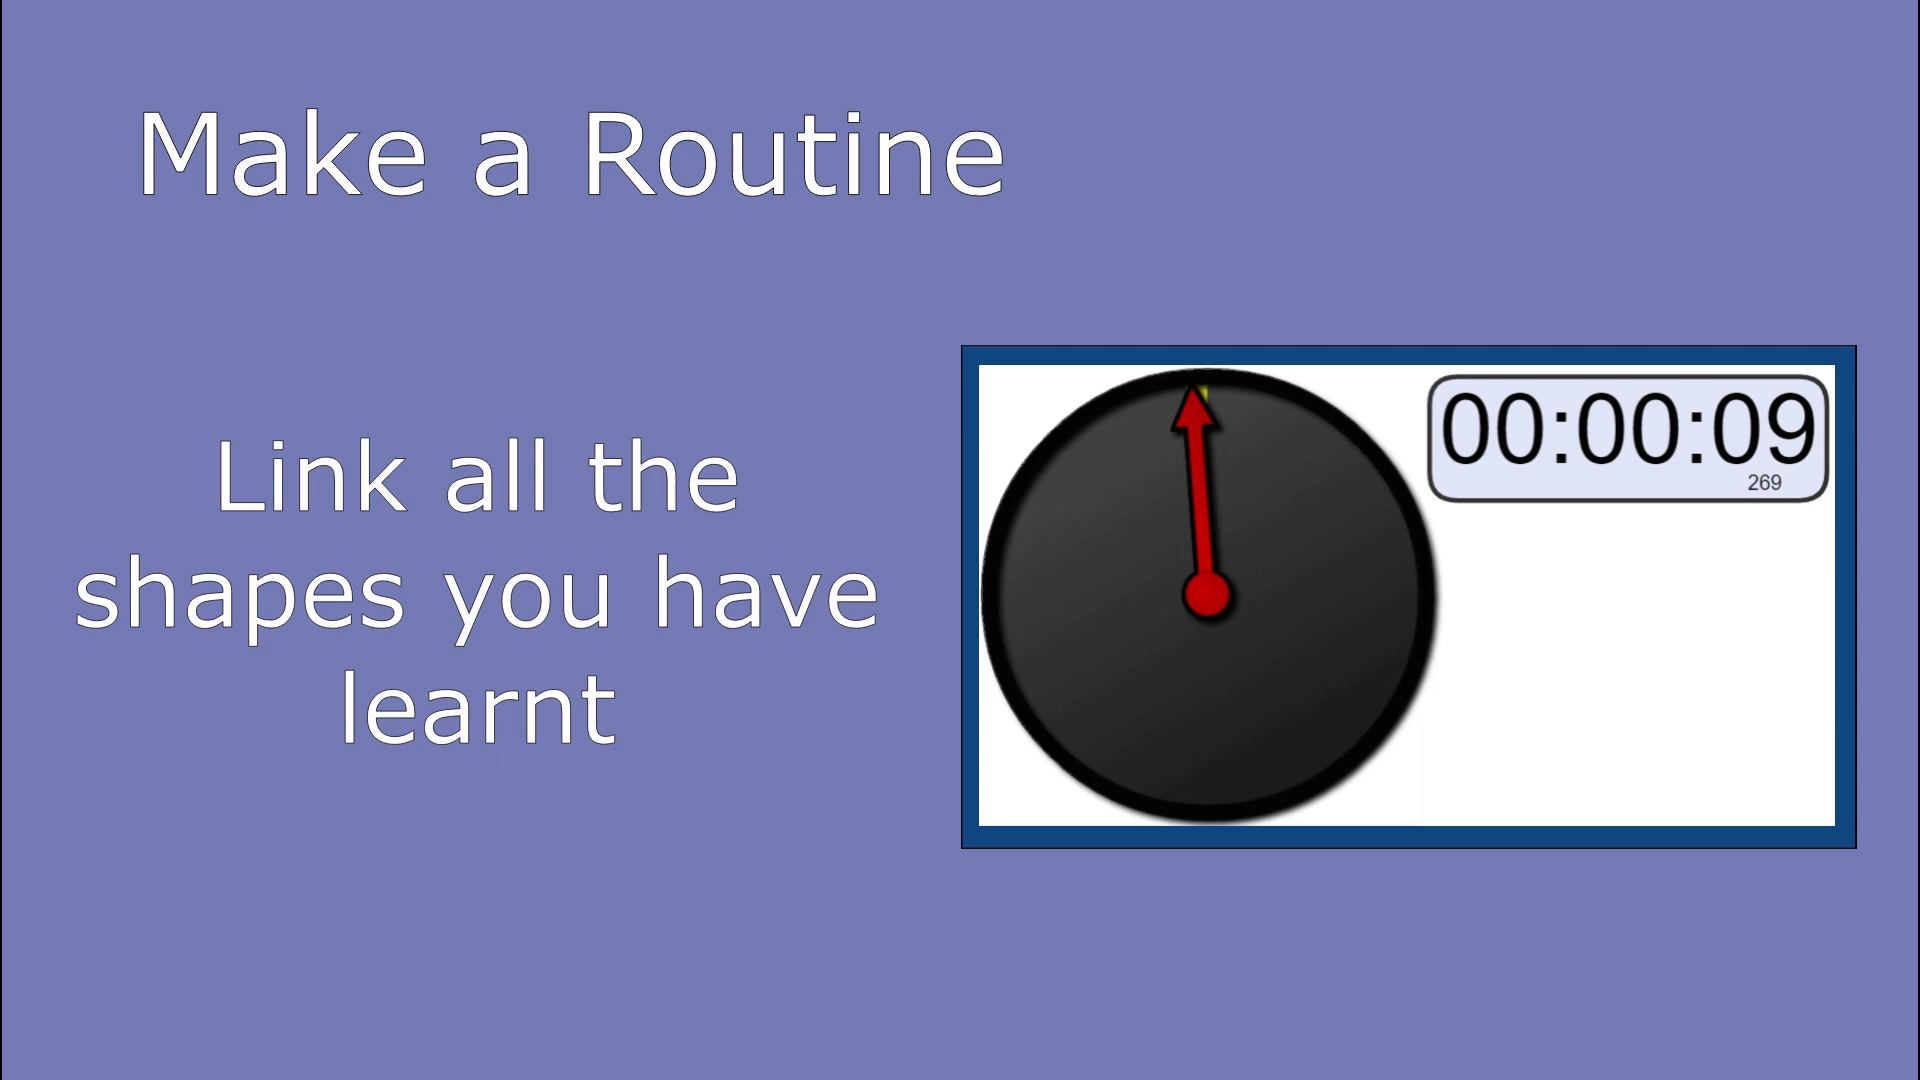 Make a Routine
Link all the
shapes you have
learnt
00:00:09
269